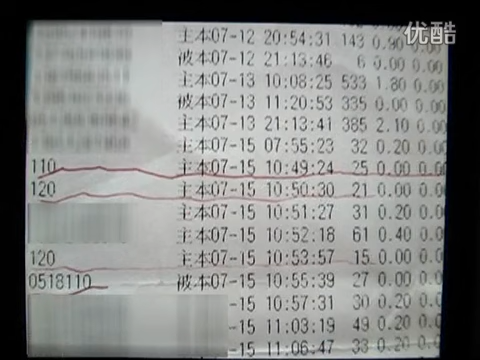 优酷
主本07-12 20:54:31 143 0.90 0.00
被本07-12 21:13:46 6 0.00 0.00
主本07-13 10:08:25 533 1.80 0.00
被本07-13 11:20:53 335 0.00 0.00
主本07-13 21:13:41 385 2.10 0.00
主本07-15 07:55:23 32 0.20 0.00
110 主本07-15 10:49:24 25 0.00 0.00
120 主本07-15 10:50:30 21 0.00 0.00
主本07-15 10:51:27 31 0.20 0.0
主本07-15 10:52:18 61 0.40 0.0
120 主本07-15 10:53:57 15 0.00 0.0
0518110 被本07-15 10:55:39 27 0.00 0.0
-15 10:57:31 30 0.20 0.0
-15 11:03:19 49 0.20 0.0
-15 11:06:47 33 0.20 0.0